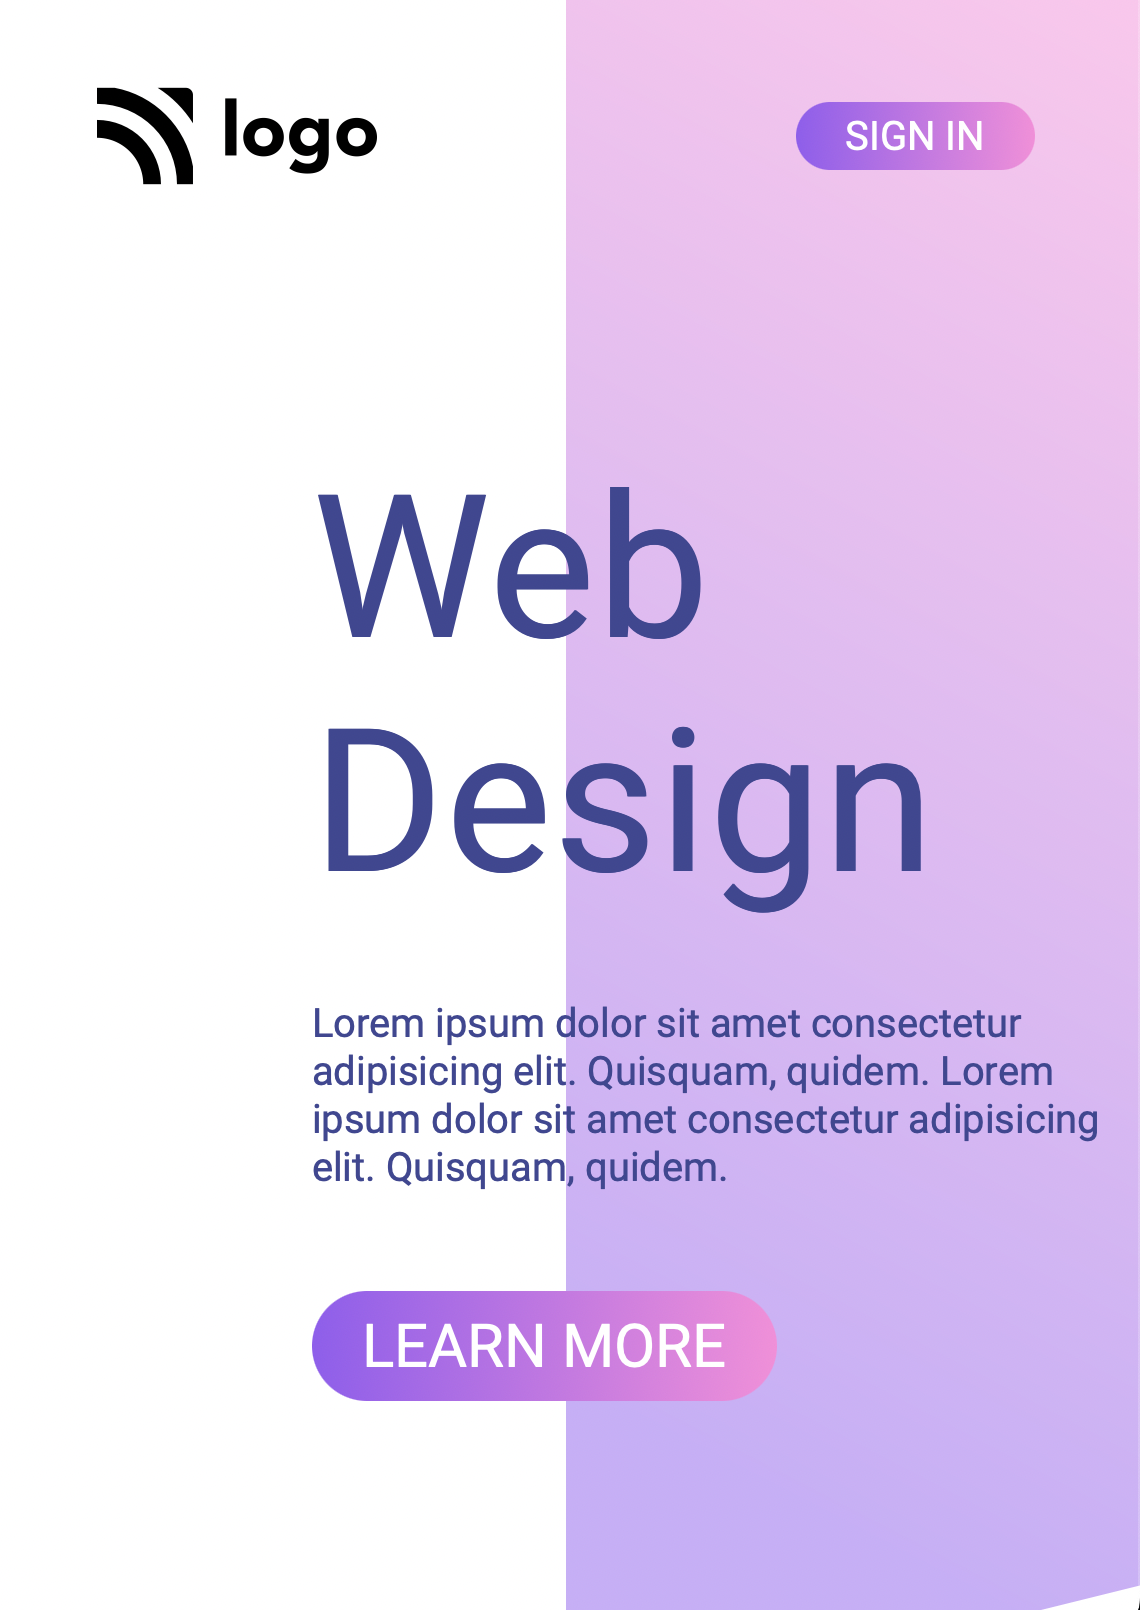 logo
SIGN IN
Web
Design
Lorem ipsum dolor sit amet consectetur
adipisicing elit. Quisquam, quidem. Lorem
ipsum dolor sit amet consectetur adipisicing
elit. Quisquam, quidem.
LEARN MORE